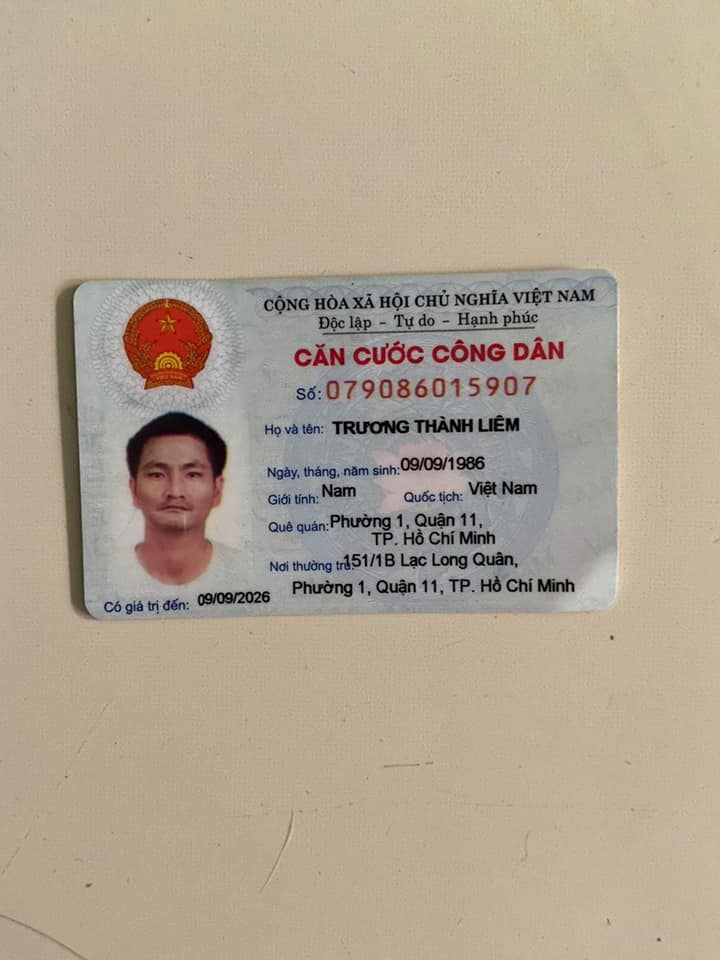 CỘNG HÒA XÃ HỘI CHỦ NGHĨA VIỆT NAM
Độc lập - Tự do - Hạnh phúc
CĂN CƯỚC CÔNG DÂN
Số: 079086015907
Họ và tên: TRƯƠNG THÀNH LIÊM
Ngày, tháng, năm sinh: 09/09/1986
Giới tính: Nam Quốc tịch: Việt Nam
Quê quán: Phường 1, Quận 11,
TP. Hồ Chí Minh
Nơi thường trú: 151/1B Lạc Long Quân,
Phường 1, Quận 11, TP. Hồ Chí Minh
Có giá trị đến: 09/09/2026
VIỆT NAM